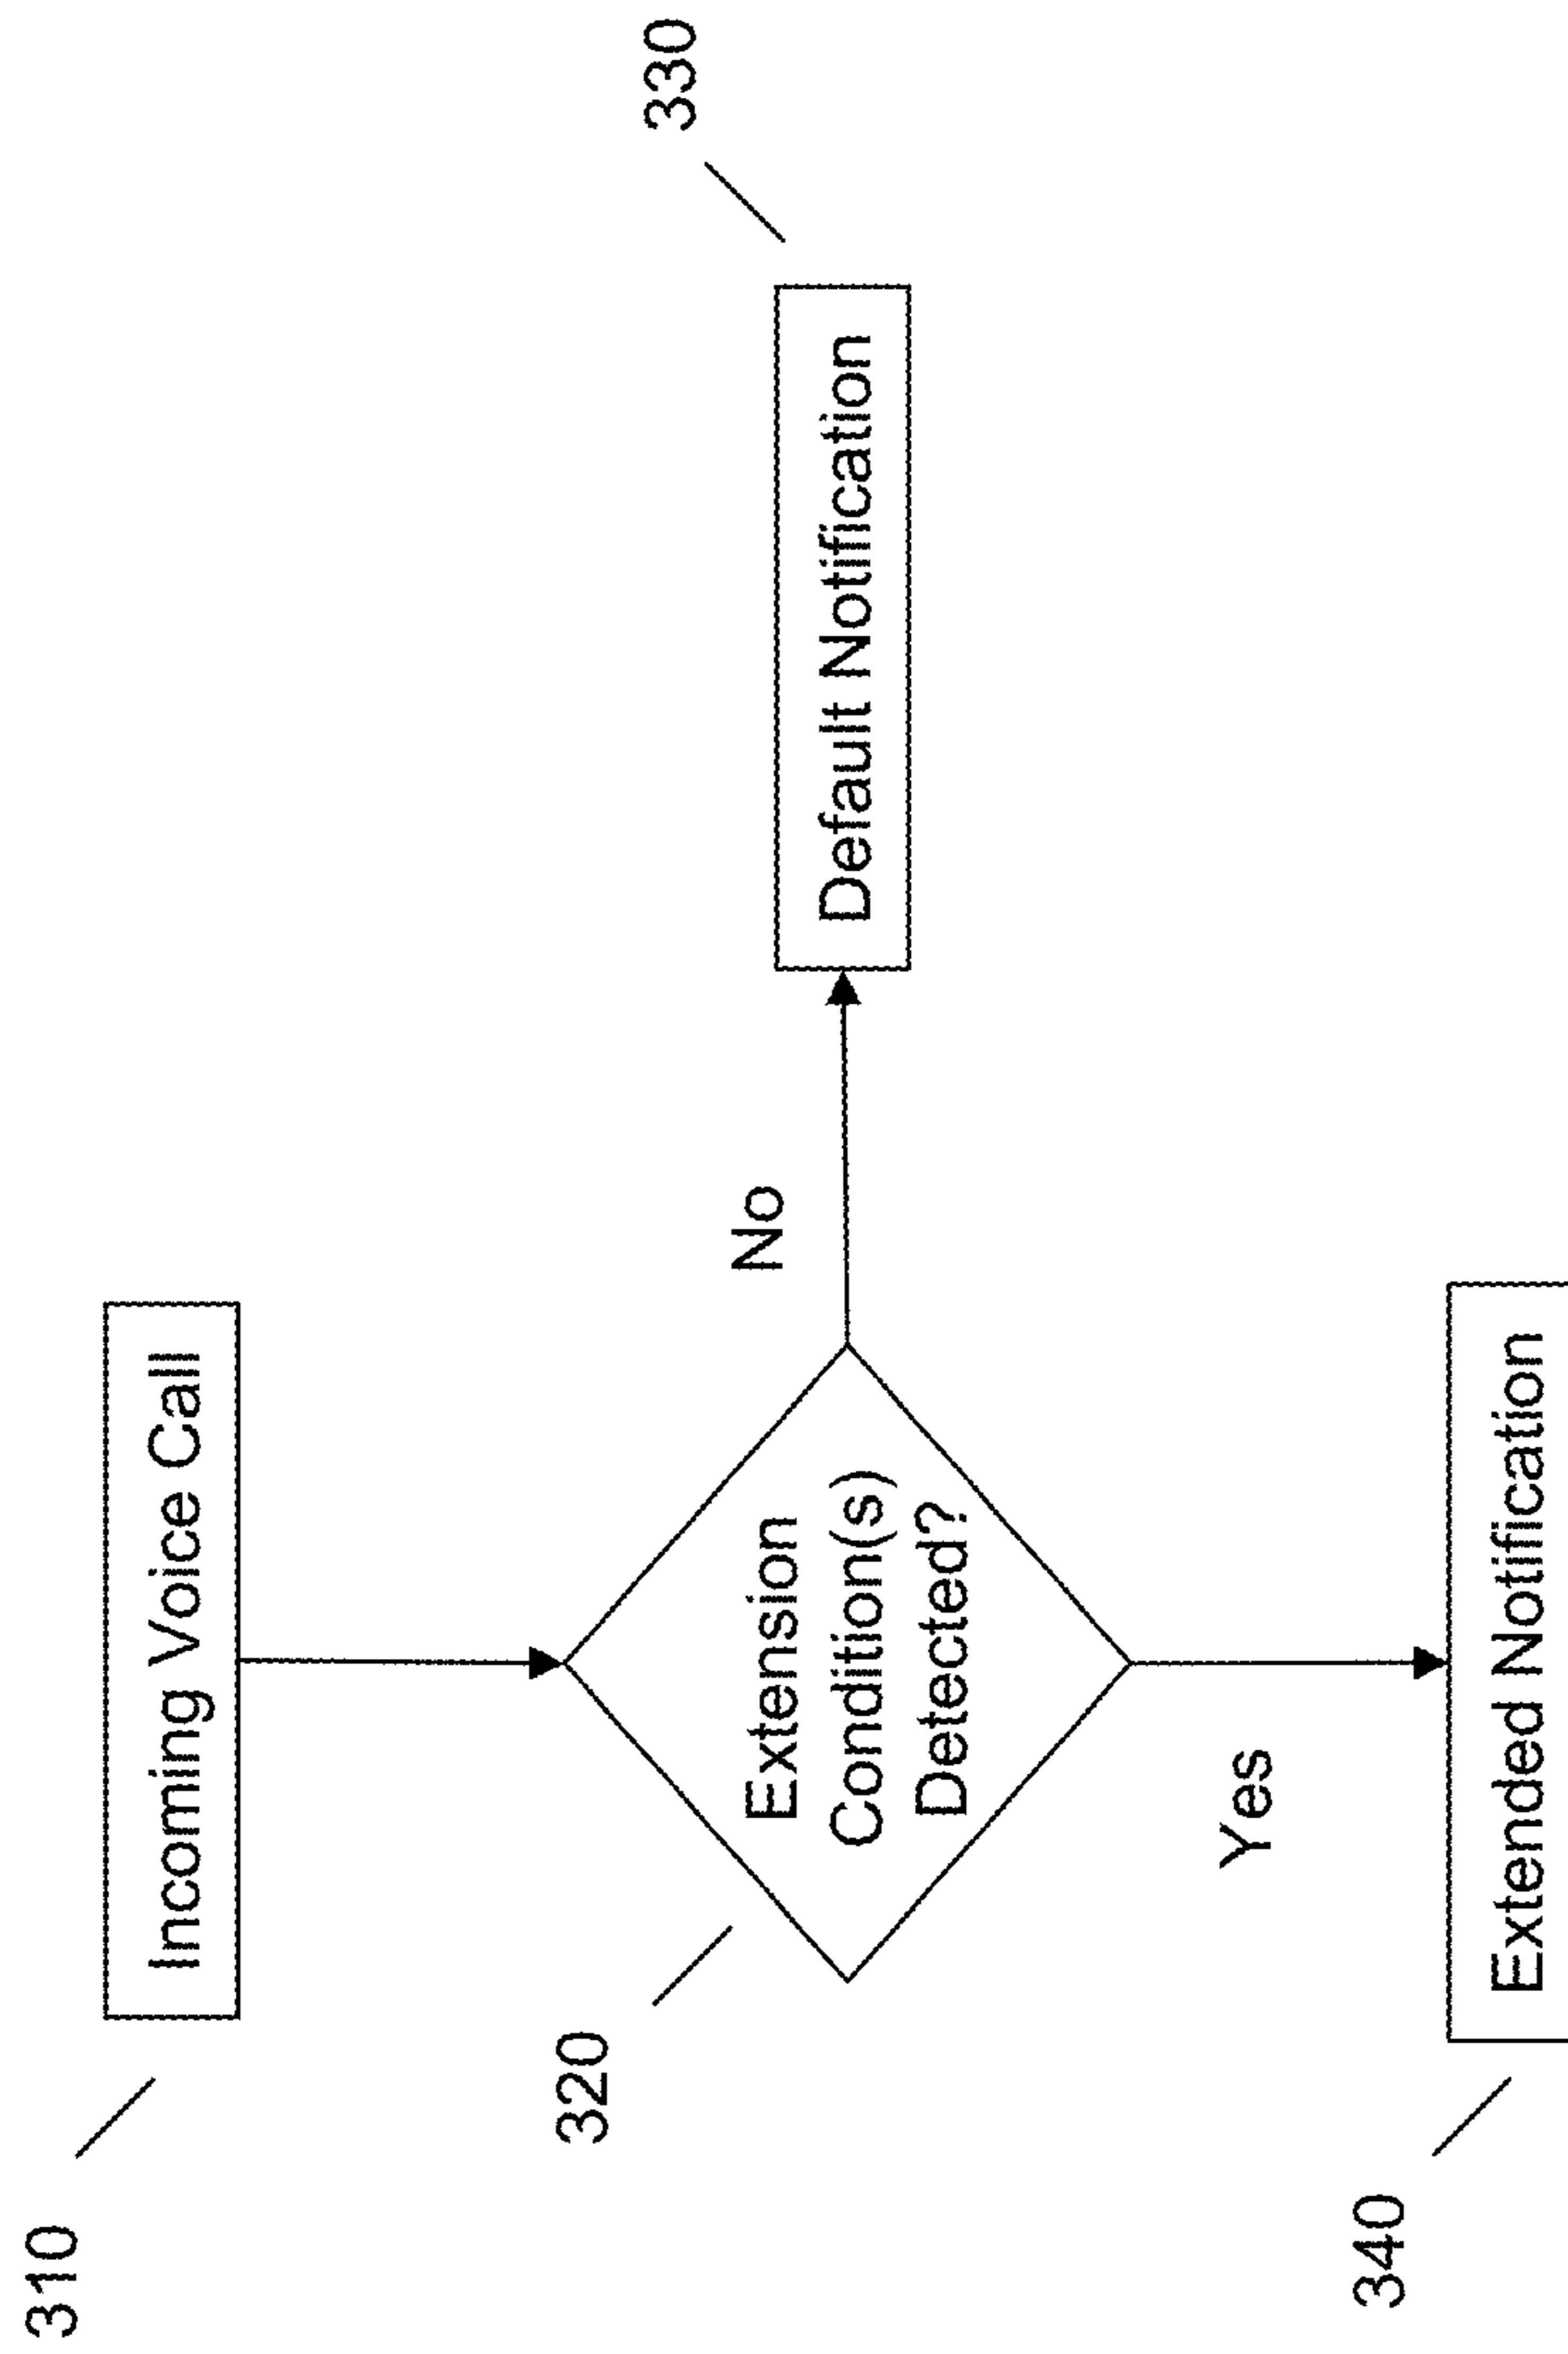 310
Incoming Voice Call
320
Extension
Condition(s)
Detected?
No
330
Default Notification
Yes
340
Extended Notification